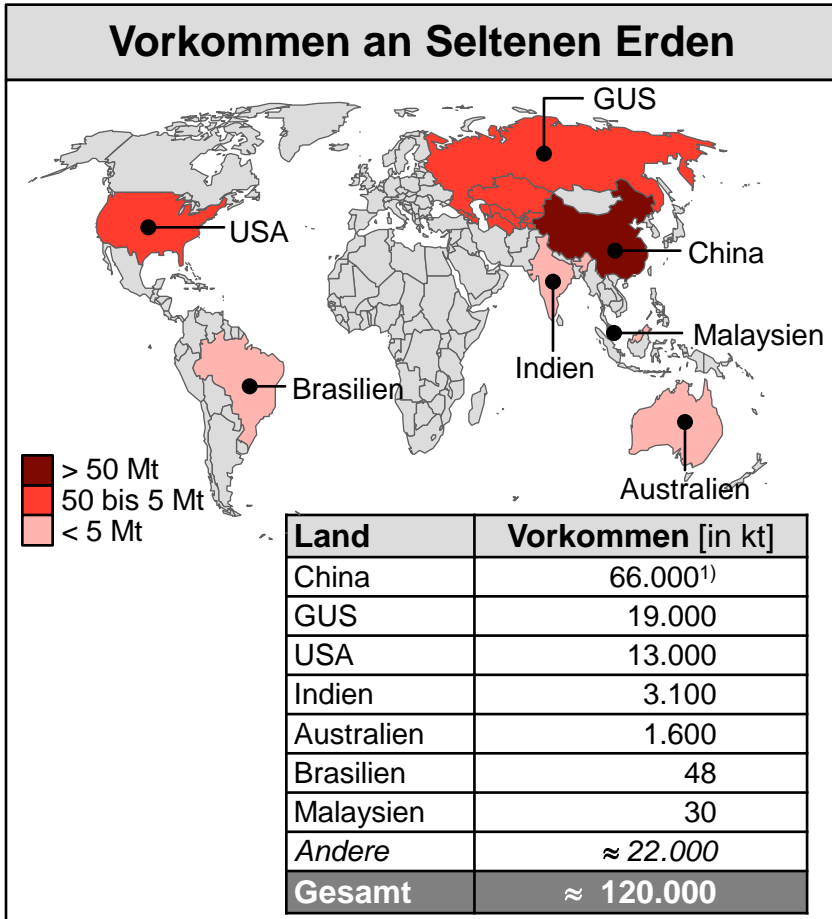 Vorkommen an Seltenen Erden
GUS
USA
China
Malaysien
Indien
Brasilien
Australien
> 50 Mt
50 bis 5 Mt
< 5 Mt
Land Vorkommen [in kt]
China 66.000¹⁾
GUS 19.000
USA 13.000
Indien 3.100
Australien 1.600
Brasilien 48
Malaysien 30
Andere ≈ 22.000
Gesamt ≈ 120.000